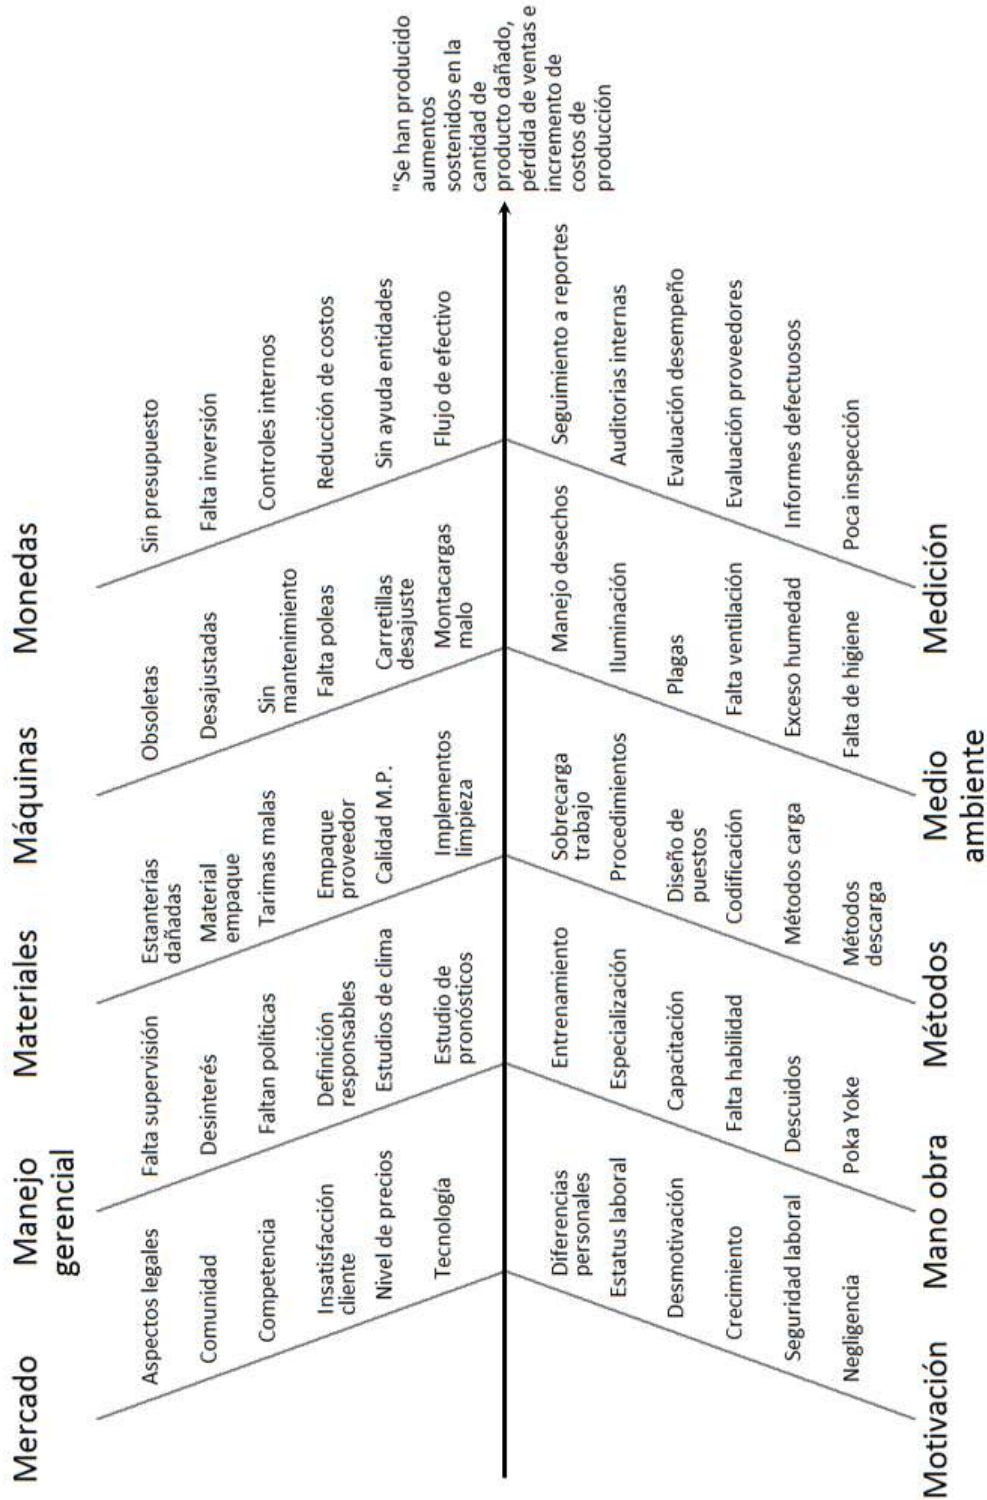 Mercado
Aspectos legales
Comunidad
Competencia
Insatisfacción
cliente
Nivel de precios
Tecnología
Manejo
gerencial
Falta supervisión
Desinterés
Faltan políticas
Definición
responsables
Estudios de clima
Estudio de
pronósticos
Materiales
Estanterías
dañadas
Material
empaque
Tarimas malas
Empaque
proveedor
Calidad M.P.
Implementos
limpieza
Máquinas
Obsoletas
Desajustadas
Sin
mantenimiento
Falta poleas
Carretillas
desajuste
Montacargas
malo
Monedas
Sin presupuesto
Falta inversión
Controles internos
Reducción de costos
Sin ayuda entidades
Flujo de efectivo
"Se han producido
aumentos
sostenidos en la
cantidad de
producto dañado,
pérdida de ventas e
incremento de
costos de
producción
Diferencias
personales
Estatus laboral
Desmotivación
Crecimiento
Seguridad laboral
Negligencia
Motivación
Entrenamiento
Especialización
Capacitación
Falta habilidad
Descuidos
Poka Yoke
Mano obra
Sobrecarga
trabajo
Procedimientos
Diseño de
puestos
Codificación
Métodos carga
Métodos
descarga
Métodos
Manejo desechos
Iluminación
Plagas
Falta ventilación
Exceso humedad
Falta de higiene
Medio
ambiente
Seguimiento a reportes
Auditorias internas
Evaluación desempeño
Evaluación proveedores
Informes defectuosos
Poca inspección
Medición